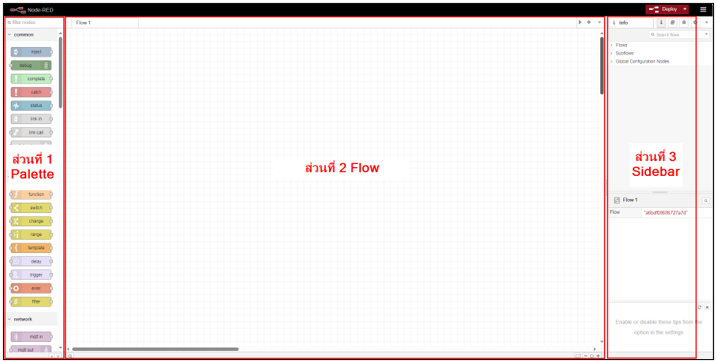 Node-RED
Deploy
filter nodes
Flow 1
info
i
common
Search flows
inject
Flows
debug
Subflows
complete
Global Configuration Nodes
catch
status
link in
link call
ส่วนที่ 1
Palette
ส่วนที่ 2 Flow
ส่วนที่ 3
Sidebar
function
switch
Flow 1
change
Flow
range
template
delay
trigger
exec
filter
network
Enable or disable these tips from the
option in the settings
mqtt in
mqtt out